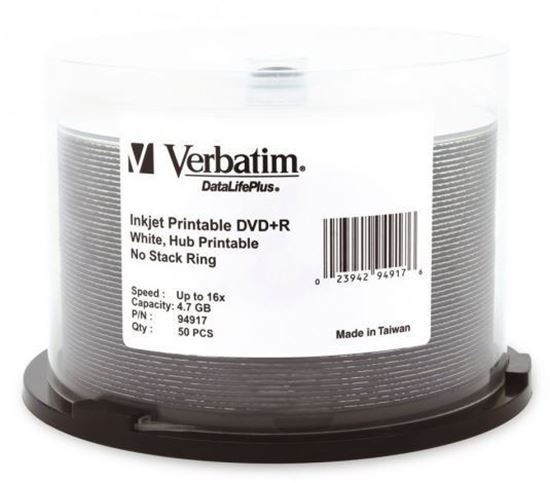 Verbatim®
DataLifePlus®
Inkjet Printable DVD+R
White, Hub Printable
No Stack Ring
Speed : Up to 16x
Capacity: 4.7 GB
P/N : 94917
Qty : 50 PCS
0 23942 94917 6
Made in Taiwan